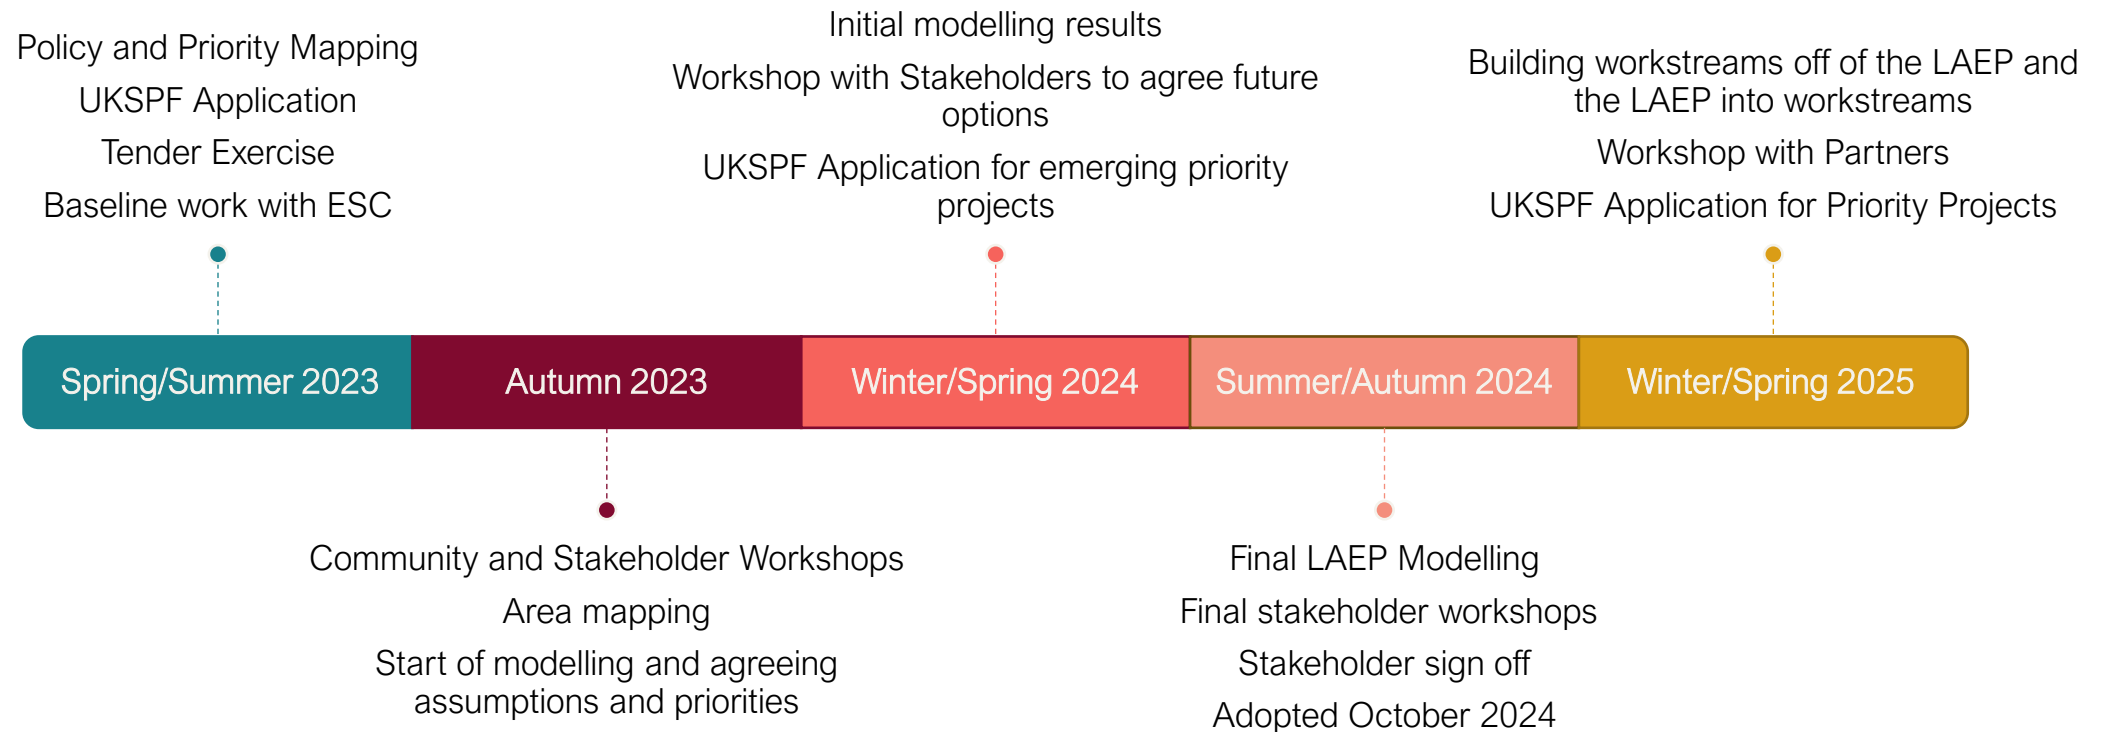 Policy and Priority Mapping
UKSPF Application
Tender Exercise
Baseline work with ESC
Initial modelling results
Workshop with Stakeholders to agree future
options
UKSPF Application for emerging priority
projects
Building workstreams off of the LAEP and
the LAEP into workstreams
Workshop with Partners
UKSPF Application for Priority Projects
Spring/Summer 2023
Autumn 2023
Winter/Spring 2024
Summer/Autumn 2024
Winter/Spring 2025
Community and Stakeholder Workshops
Area mapping
Start of modelling and agreeing
assumptions and priorities
Final LAEP Modelling
Final stakeholder workshops
Stakeholder sign off
Adopted October 2024